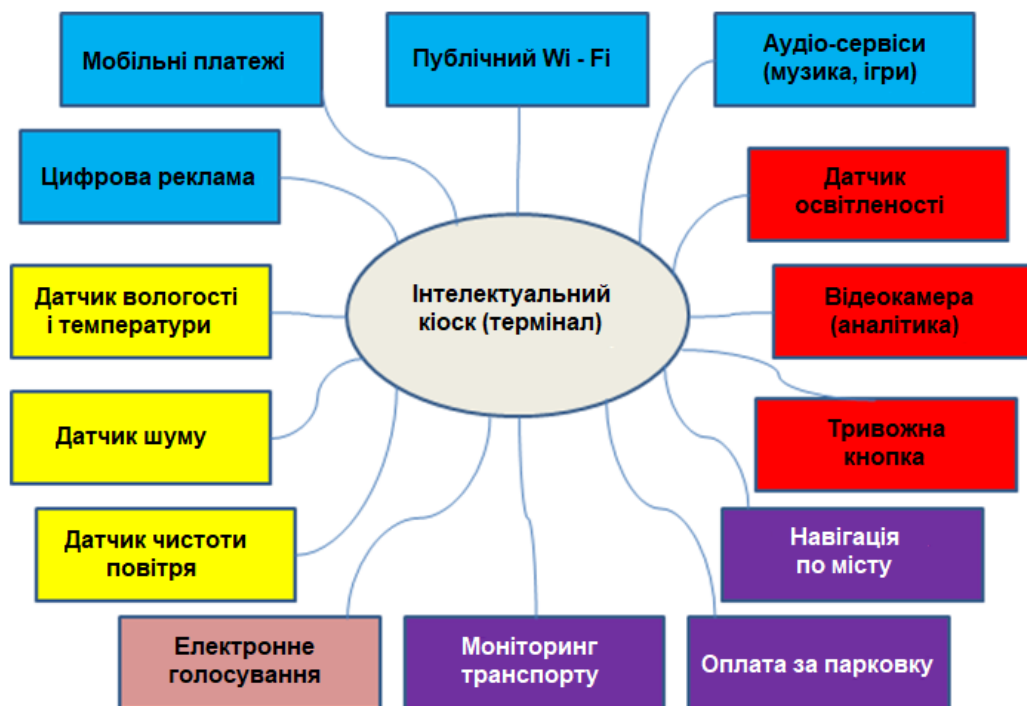 Мобільні платежі
Публічний Wi - Fi
Аудіо-сервіси
(музика, ігри)
Цифрова реклама
Датчик
освітленості
Датчик вологості
і температури
Інтелектуальний
кіоск (термінал)
Відеокамера
(аналітика)
Датчик шуму
Тривожна
кнопка
Датчик чистоти
повітря
Навігація
по місту
Електронне
голосування
Моніторинг
транспорту
Оплата за парковку